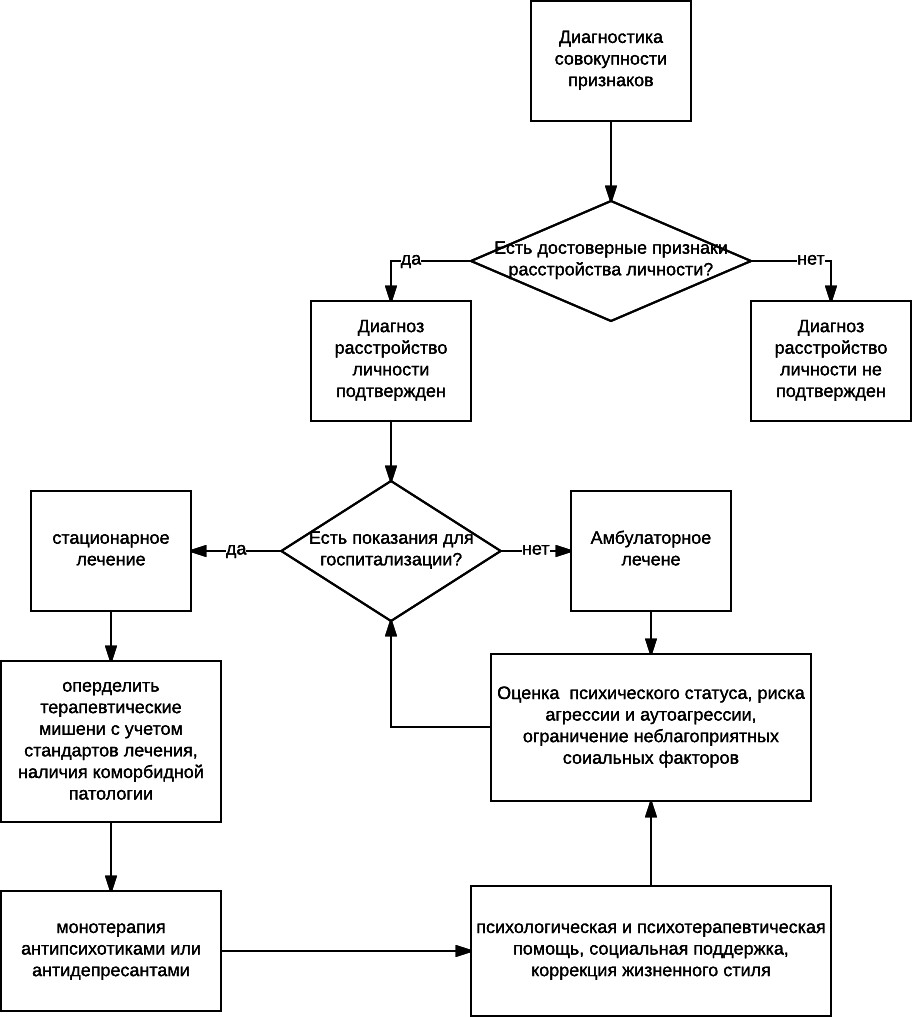 Диагностика
совокупности
признаков
Есть достоверные признаки
расстройства личности?
да
нет
Диагноз
расстройство
личности
подтвержден
Диагноз
расстройство
личности не
подтвержден
стационарное
лечение
да
Есть показания для
госпитализации?
нет
Амбулаторное
лечене
оперделить
терапевтические
мишени с учетом
стандартов лечения,
наличия коморбидной
патологии
Оценка психического статуса, риска
агрессии и аутоагрессии,
ограничение неблагоприятных
соиальных факторов
монотерапия
антипсихотиками или
антидепресантами
психологическая и психотерапевтическая
помощь, социальная поддержка,
коррекция жизненного стиля